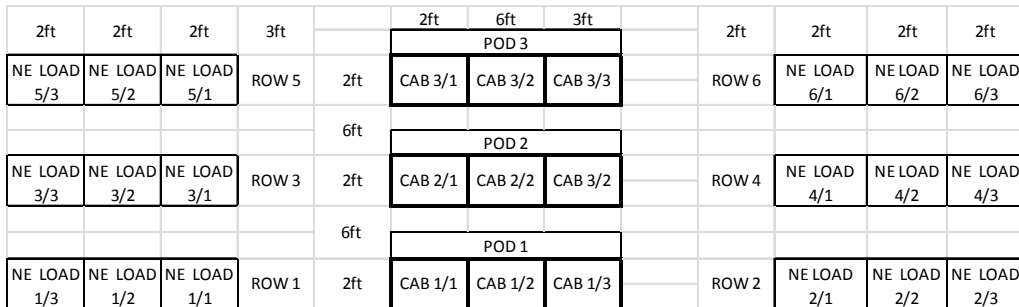 2ft 2ft 2ft 3ft 2ft 6ft 3ft 2ft 2ft 2ft 2ft
POD 3
NE LOAD 5/3 NE LOAD 5/2 NE LOAD 5/1 ROW 5 2ft CAB 3/1 CAB 3/2 CAB 3/3 ROW 6 NE LOAD 6/1 NE LOAD 6/2 NE LOAD 6/3
6ft
POD 2
NE LOAD 3/3 NE LOAD 3/2 NE LOAD 3/1 ROW 3 2ft CAB 2/1 CAB 2/2 CAB 3/2 ROW 4 NE LOAD 4/1 NE LOAD 4/2 NE LOAD 4/3
6ft
POD 1
NE LOAD 1/3 NE LOAD 1/2 NE LOAD 1/1 ROW 1 2ft CAB 1/1 CAB 1/2 CAB 1/3 ROW 2 NE LOAD 2/1 NE LOAD 2/2 NE LOAD 2/3